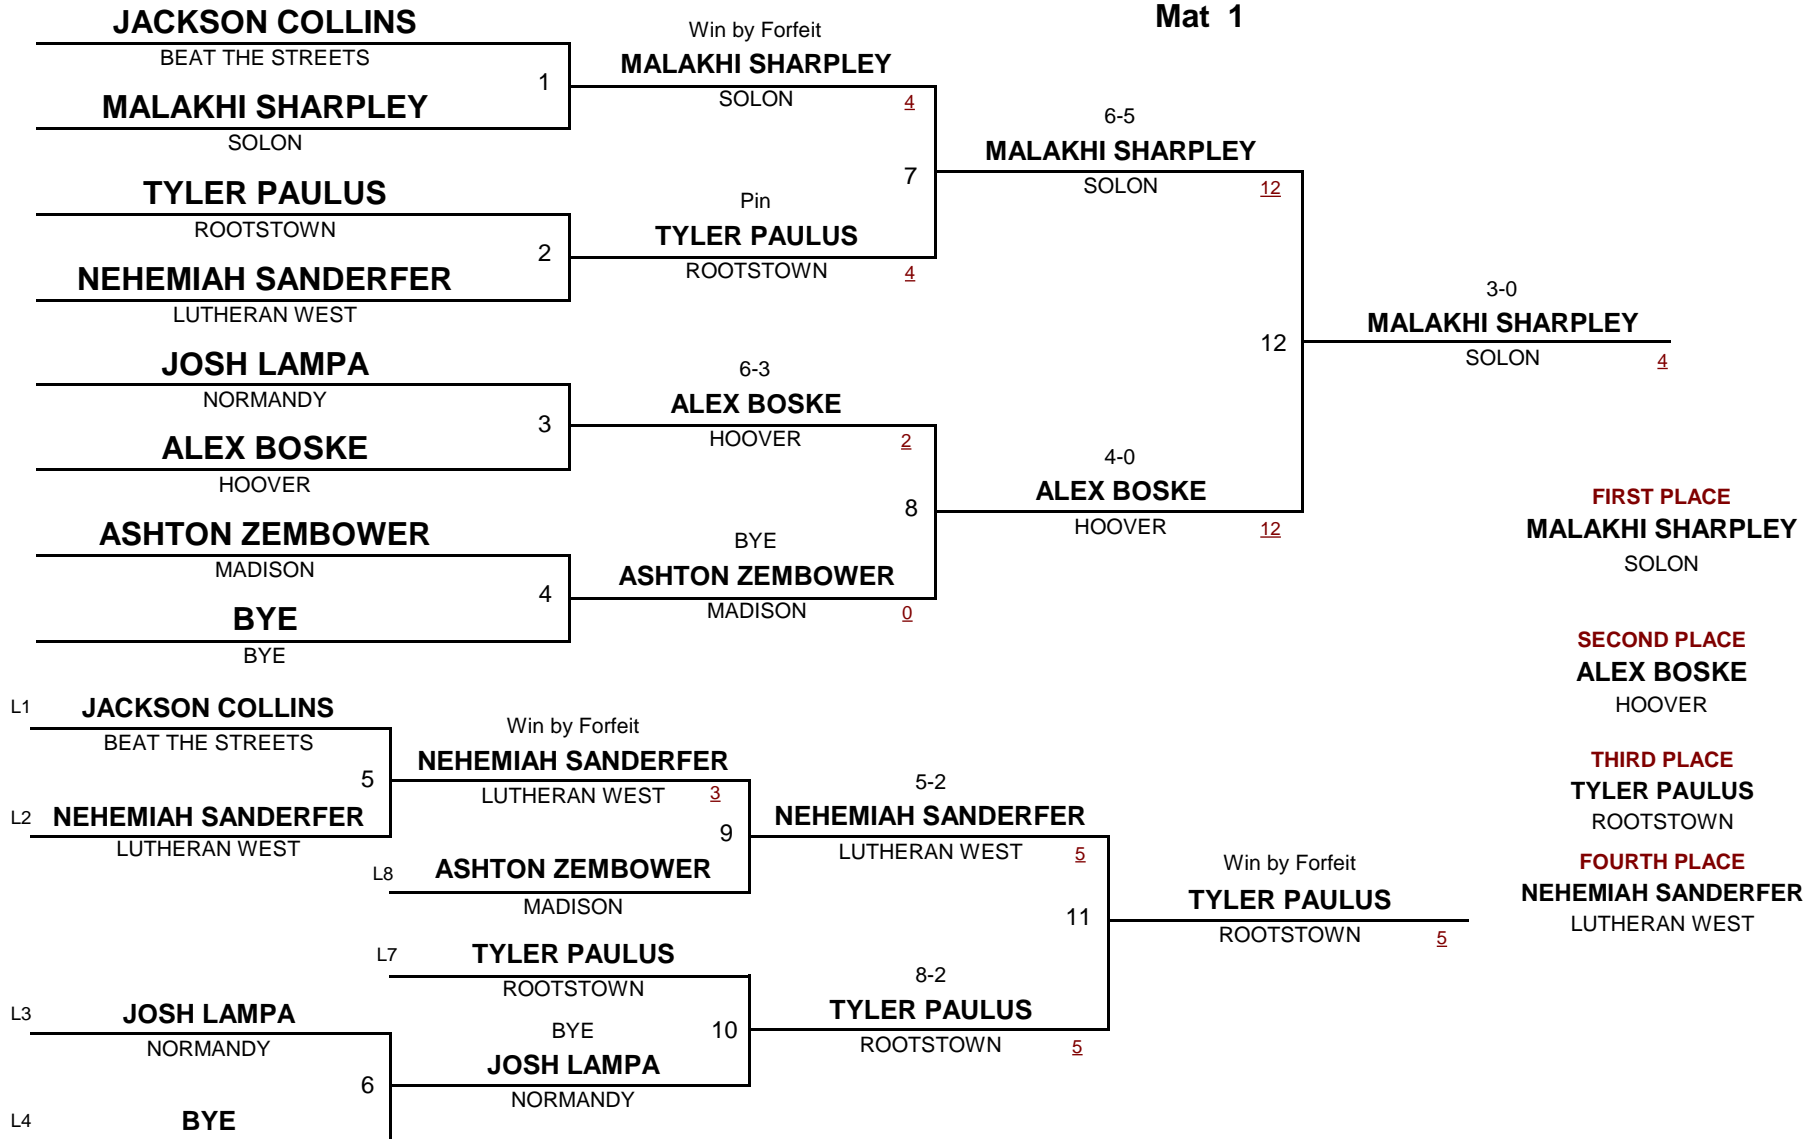 Mat 1
JACKSON COLLINS
BEAT THE STREETS
1
MALAKHI SHARPLEY
SOLON
TYLER PAULUS
ROOTSTOWN
2
NEHEMIAH SANDERFER
LUTHERAN WEST
JOSH LAMPA
NORMANDY
3
ALEX BOSKE
HOOVER
ASHTON ZEMBOWER
MADISON
4
BYE
BYE
Win by Forfeit
MALAKHI SHARPLEY
SOLON 4
7
Pin
TYLER PAULUS
ROOTSTOWN 4
6-3
ALEX BOSKE
HOOVER 2
8
BYE
ASHTON ZEMBOWER
MADISON 0
6-5
MALAKHI SHARPLEY
SOLON 12
12
4-0
ALEX BOSKE
HOOVER 12
3-0
MALAKHI SHARPLEY
SOLON 4
FIRST PLACE
MALAKHI SHARPLEY
SOLON
SECOND PLACE
ALEX BOSKE
HOOVER
THIRD PLACE
TYLER PAULUS
ROOTSTOWN
FOURTH PLACE
NEHEMIAH SANDERFER
LUTHERAN WEST
L1 JACKSON COLLINS
BEAT THE STREETS
5
L2 NEHEMIAH SANDERFER
LUTHERAN WEST
L3 JOSH LAMPA
NORMANDY
6
L4 BYE
Win by Forfeit
NEHEMIAH SANDERFER
LUTHERAN WEST 3
9
L8 ASHTON ZEMBOWER
MADISON
L7 TYLER PAULUS
ROOTSTOWN
10
BYE
JOSH LAMPA
NORMANDY
5-2
NEHEMIAH SANDERFER
LUTHERAN WEST 5
11
8-2
TYLER PAULUS
ROOTSTOWN 5
Win by Forfeit
TYLER PAULUS
ROOTSTOWN 5